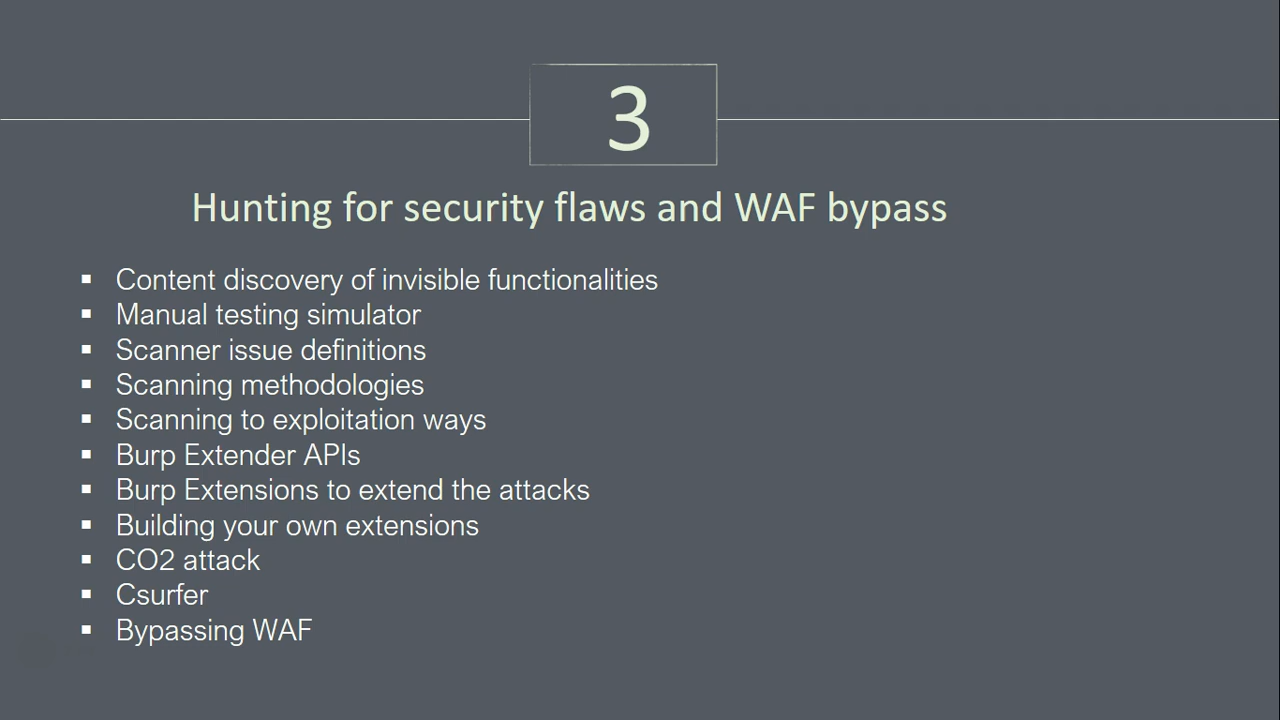 3
Hunting for security flaws and WAF bypass
▪ Content discovery of invisible functionalities
▪ Manual testing simulator
▪ Scanner issue definitions
▪ Scanning methodologies
▪ Scanning to exploitation ways
▪ Burp Extender APIs
▪ Burp Extensions to extend the attacks
▪ Building your own extensions
▪ CO2 attack
▪ Csurfer
▪ Bypassing WAF